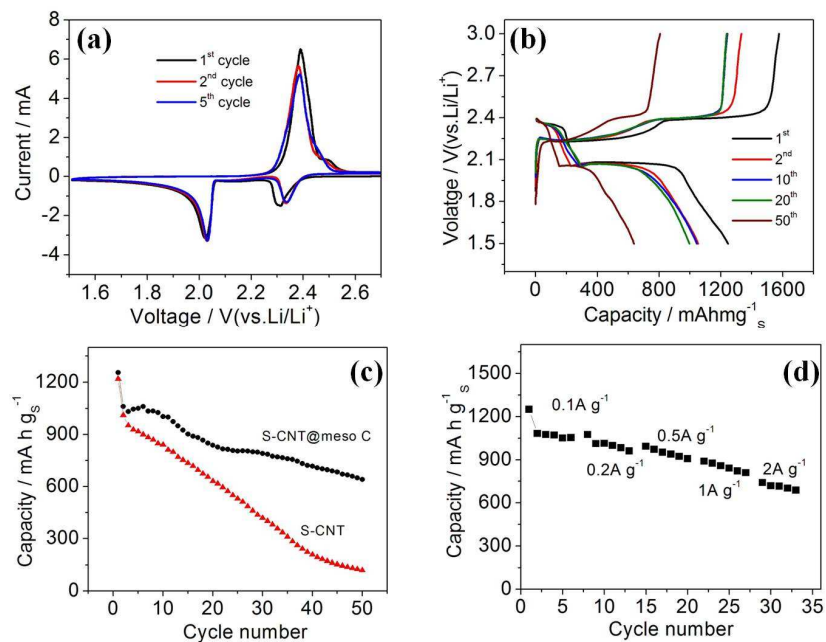 (a)
1st cycle
2nd cycle
5th cycle
Current / mA
6
4
2
0
-2
-4
1.6
1.8
2.0
2.2
2.4
2.6
Voltage / V(vs.Li/Li+)
(b)
Volatge / V(vs.Li/Li+)
3.0
2.7
2.4
2.1
1.8
1.5
1st
2nd
10th
20th
50th
0
400
800
1200
1600
Capacity / mAhmg-1s
(c)
Capacity / mA h gs-1
1200
900
600
300
0
S-CNT@meso C
S-CNT
0
10
20
30
40
50
Cycle number
(d)
Capacity / mA h g-1s
1500
1200
900
600
300
0
0.1A g-1
0.2A g-1
0.5A g-1
1A g-1
2A g-1
0
5
10
15
20
25
30
35
Cycle number